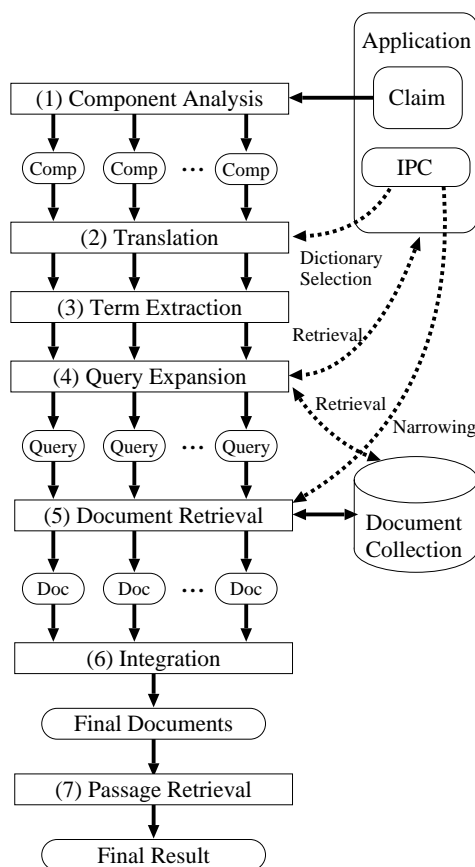 Application
(1) Component Analysis
Claim
Comp Comp ... Comp
IPC
(2) Translation
Dictionary
Selection
(3) Term Extraction
Retrieval
(4) Query Expansion
Retrieval
Narrowing
Query Query ... Query
(5) Document Retrieval
Document
Collection
Doc Doc ... Doc
(6) Integration
Final Documents
(7) Passage Retrieval
Final Result